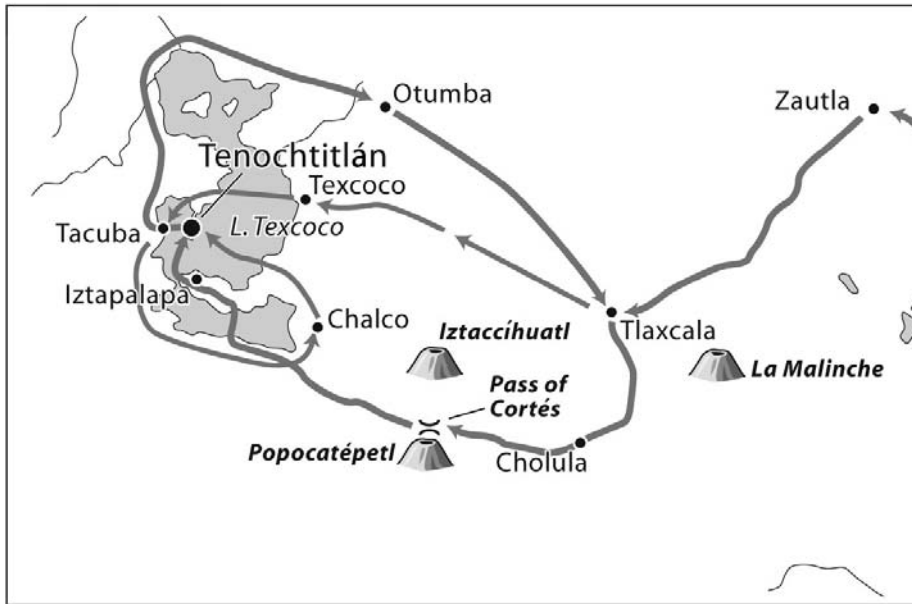 Otumba
Zautla
Tenochtitlán
Texcoco
L. Texcoco
Tacuba
Iztapalapa
Chalco
Iztaccíhuatl
Tlaxcala
La Malinche
Pass of
Cortés
Popocatépetl
Cholula